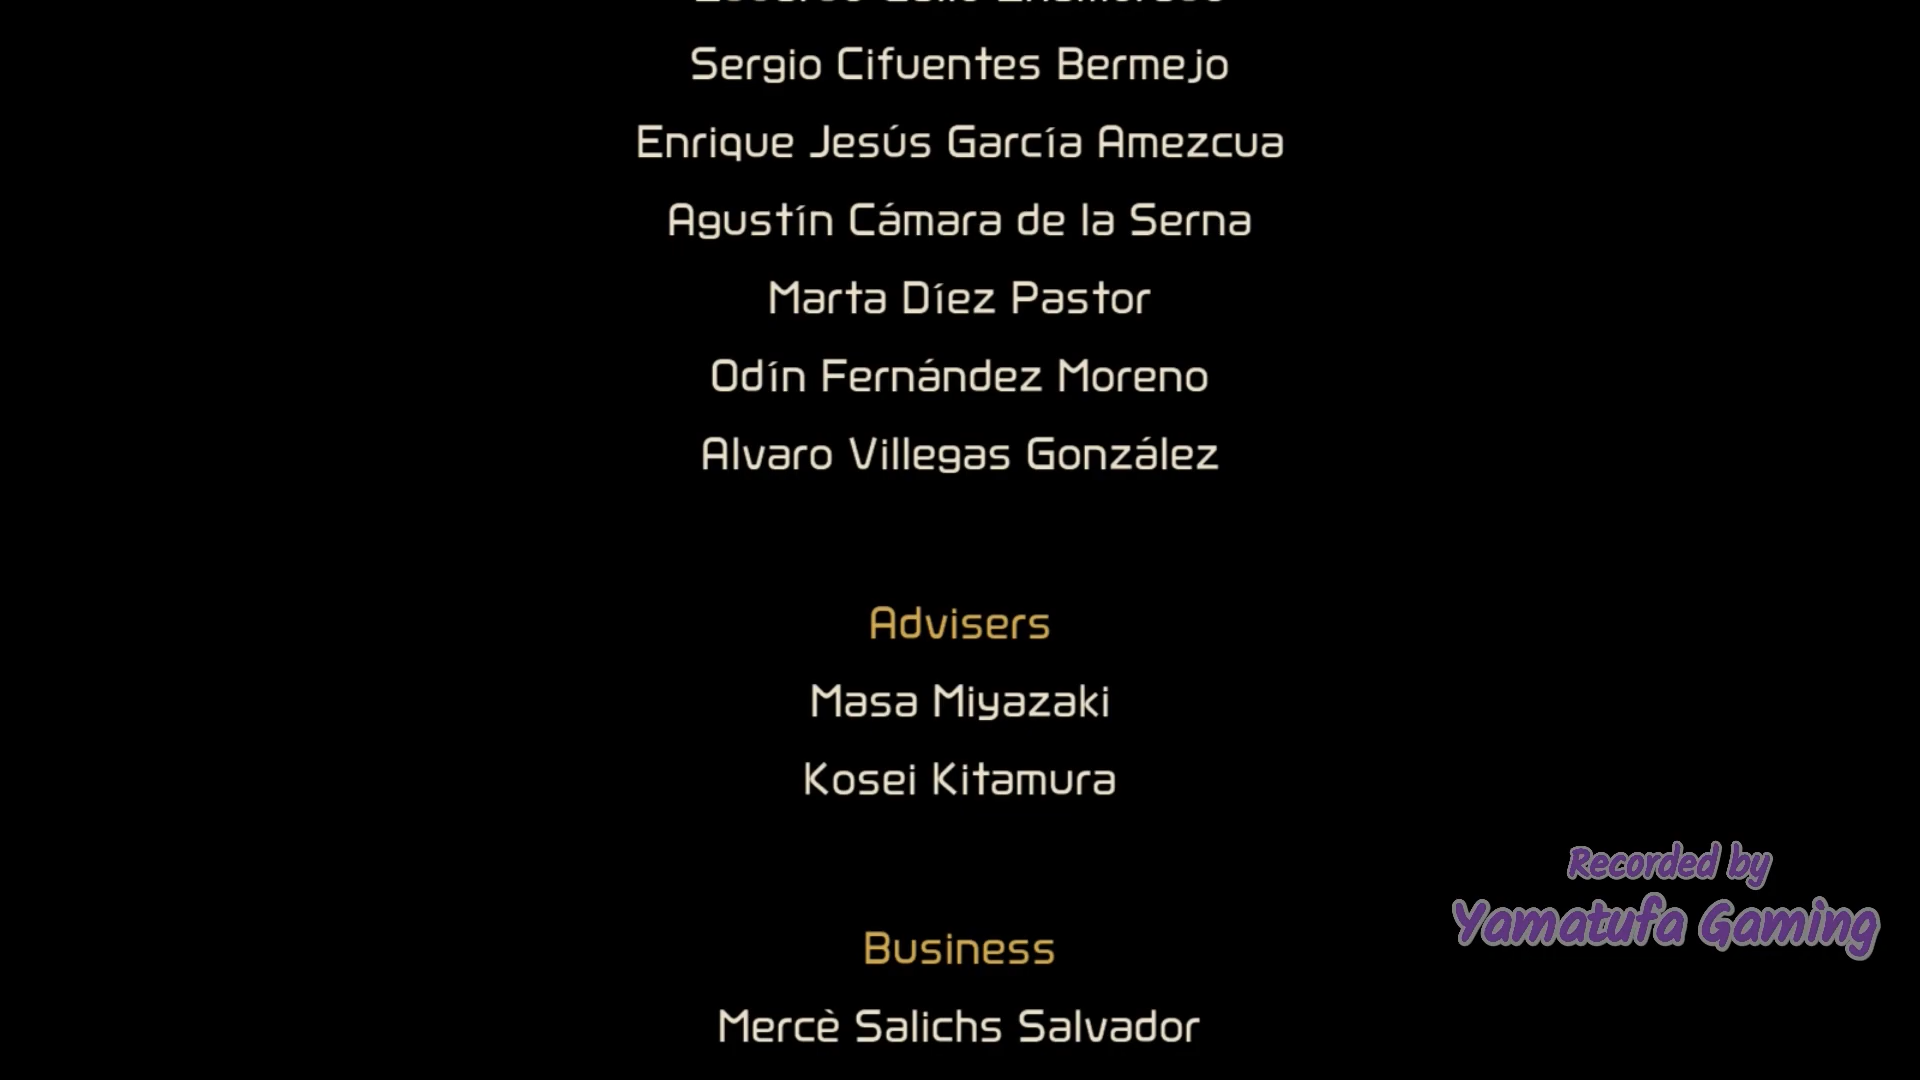 Sergio Cifuentes Bermejo
Enrique Jesús García Amezcua
Agustín Cámara de la Serna
Marta Díez Pastor
Odín Fernández Moreno
Alvaro Villegas González
Advisers
Masa Miyazaki
Kosei Kitamura
Business
Mercè Salichs Salvador
Recorded by
Yamatufa Gaming